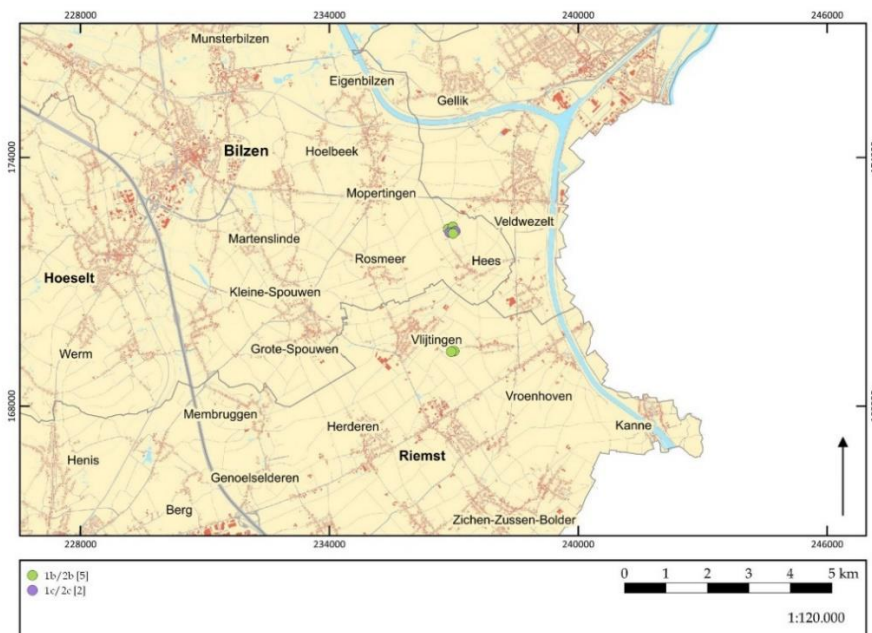 228000 234000 240000 246000
Munsterbilzen
Eigenbilzen
Gellik
174000
Bilzen
Hoelbeek
Mopertingen
Veldwezelt
Martenslinde
Rosmeer
Hees
Hoeselt
Kleine-Spouwen
Vlijtingen
Werm
Grote-Spouwen
Vroenhoven
168000
Membruggen
Herderen
Kanne
Riemst
Henis
Genoelselderen
Berg
Zichen-Zussen-Bolder
228000 234000 240000 246000
1b/2b [5]
1c/2c [2]
0 1 2 3 4 5 km
1:120.000